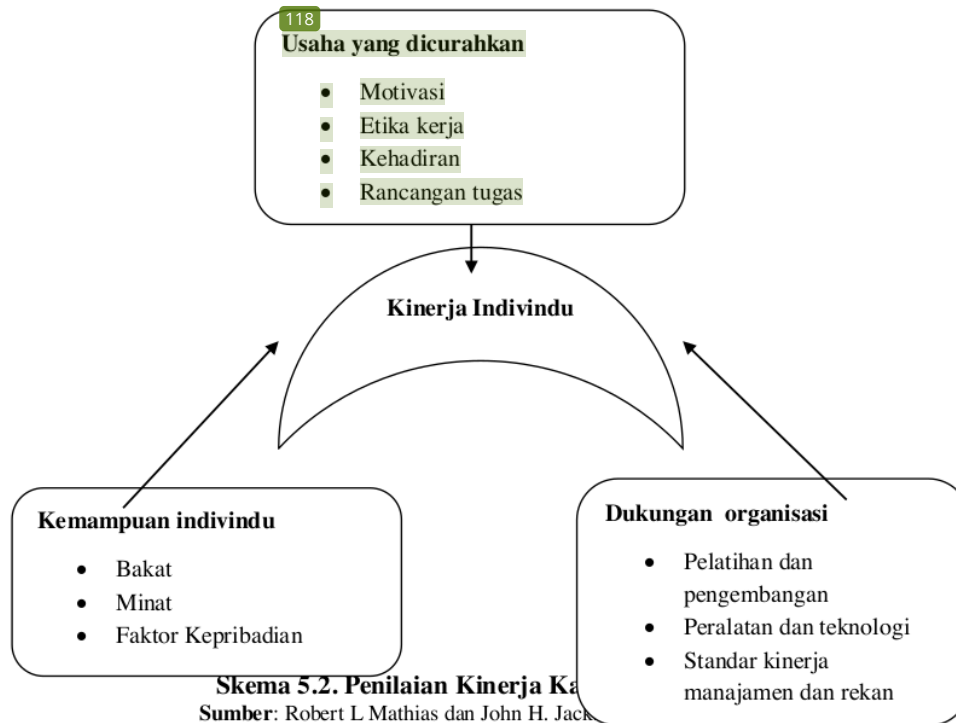 118
Usaha yang dicurahkan
• Motivasi
• Etika kerja
• Kehadiran
• Rancangan tugas
Kinerja Indivindu
Kemampuan indivindu
• Bakat
• Minat
• Faktor Kepribadian
Dukungan organisasi
• Pelatihan dan
pengembangan
• Peralatan dan teknologi
• Standar kinerja
manajamen dan rekan
Skema 5.2. Penilaian Kinerja
Sumber: Robert L Mathias dan John H.